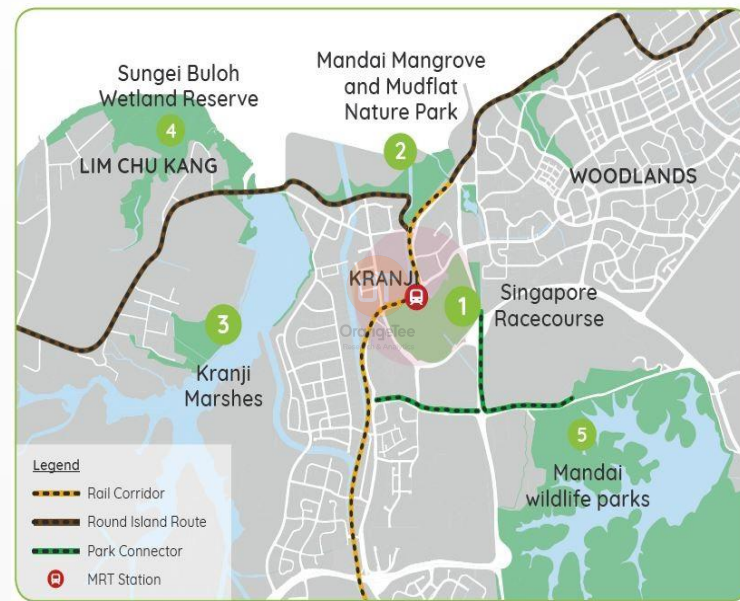 Sungei Buloh
Wetland Reserve
4
LIM CHU KANG
Mandai Mangrove
and Mudflat
Nature Park
2
WOODLANDS
KRANJI
1
Singapore
Racecourse
OrangeTee
3
Kranji
Marshes
5
Mandai
wildlife parks
Legend
Rail Corridor
Round Island Route
Park Connector
MRT Station